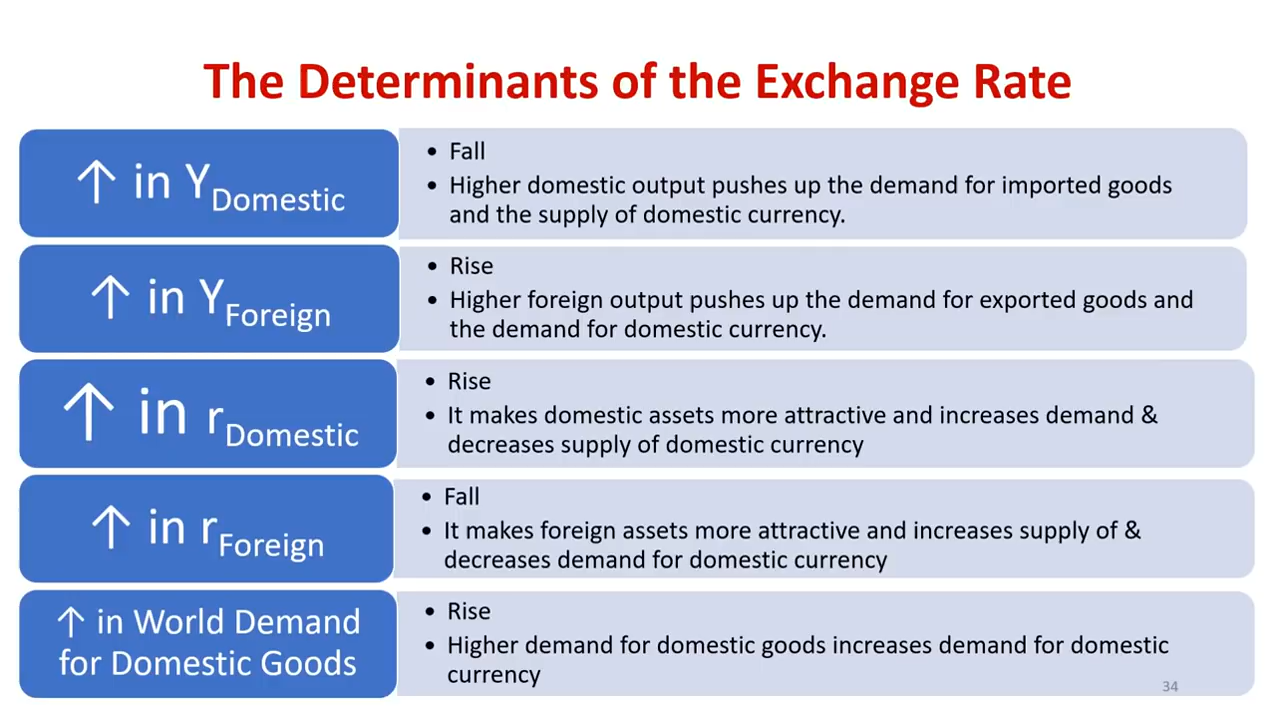 The Determinants of the Exchange Rate
↑ in Y Domestic
• Fall
• Higher domestic output pushes up the demand for imported goods
and the supply of domestic currency.
↑ in Y Foreign
• Rise
• Higher foreign output pushes up the demand for exported goods and
the demand for domestic currency.
↑ in r Domestic
• Rise
• It makes domestic assets more attractive and increases demand &
decreases supply of domestic currency
↑ in r Foreign
• Fall
• It makes foreign assets more attractive and increases supply of &
decreases demand for domestic currency
↑ in World Demand
for Domestic Goods
• Rise
• Higher demand for domestic goods increases demand for domestic
currency
34